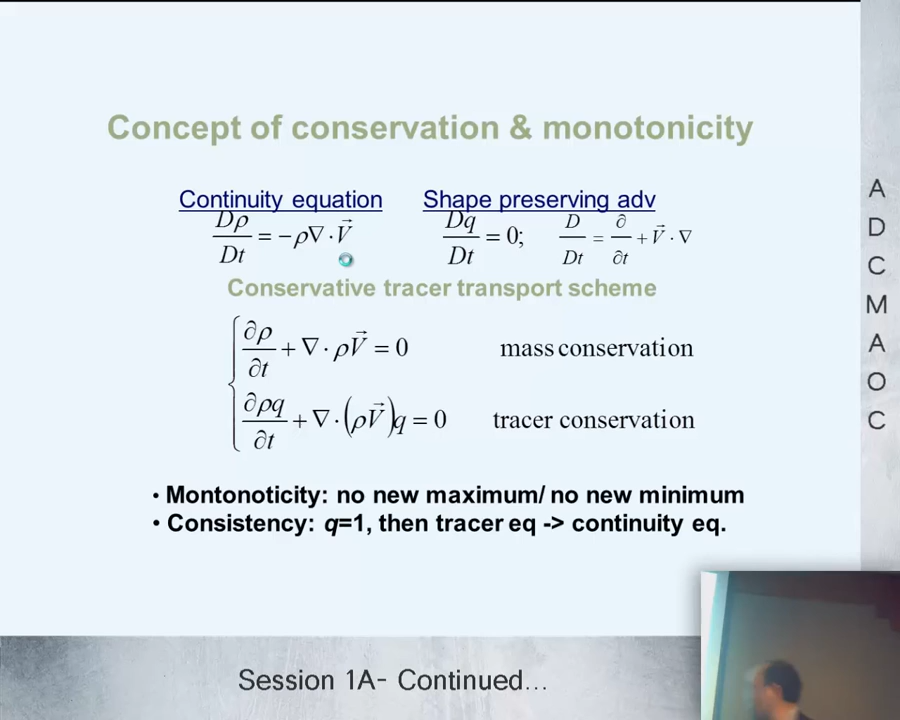 Concept of conservation & monotonicity
Continuity equation Shape preserving adv
Dρ/Dt = −ρ∇·V⃗ Dq/Dt = 0; D/Dt = ∂/∂t + V⃗·∇
Conservative tracer transport scheme
∂ρ/∂t + ∇·ρV⃗ = 0 mass conservation
∂ρq/∂t + ∇·(ρV⃗)q = 0 tracer conservation
• Montonoticity: no new maximum/ no new minimum
• Consistency: q=1, then tracer eq -> continuity eq.
Session 1A- Continued...
A
D
C
M
A
O
C